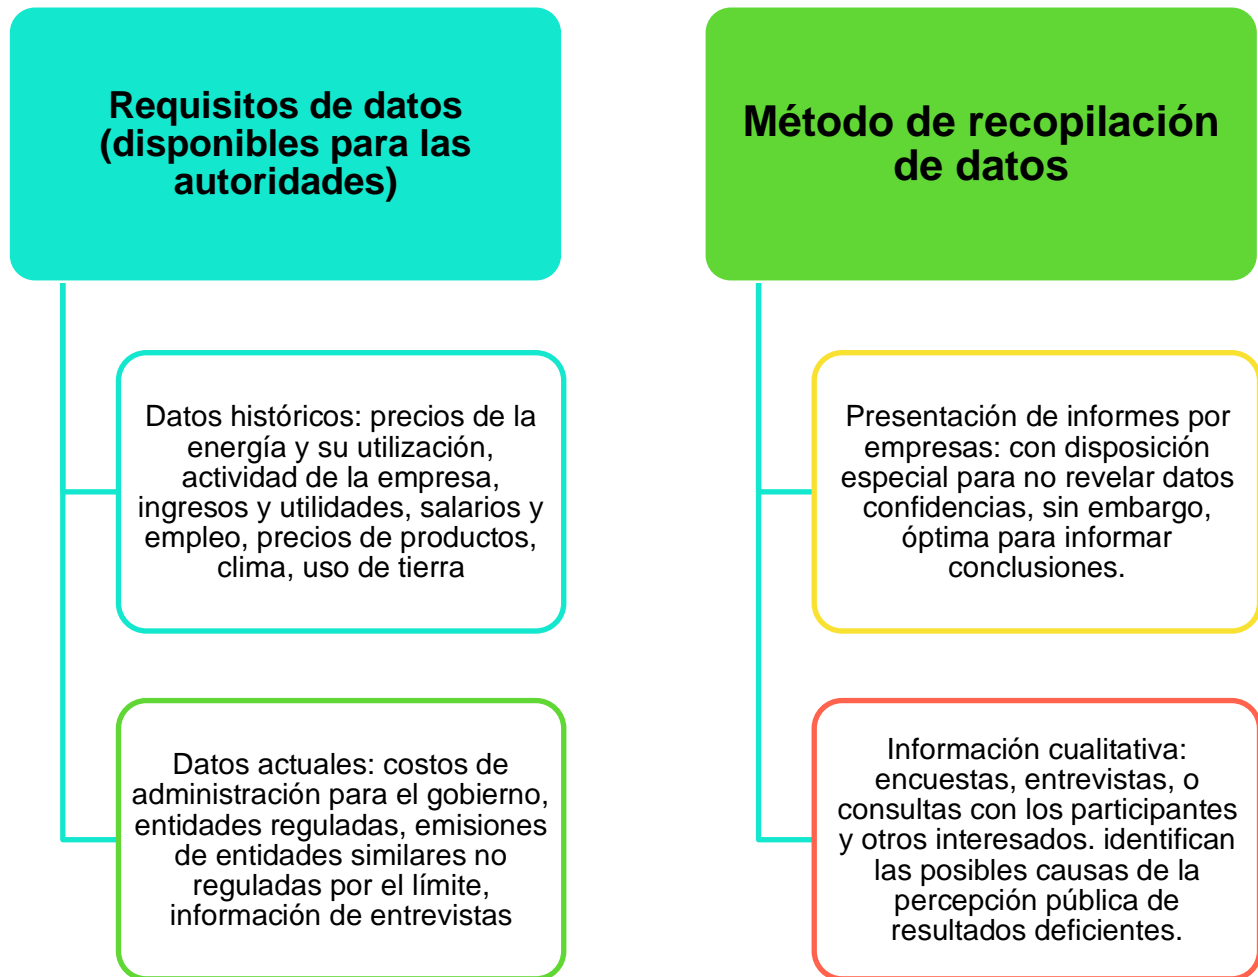 Requisitos de datos
(disponibles para las
autoridades)
Datos históricos: precios de la
energía y su utilización,
actividad de la empresa,
ingresos y utilidades, salarios y
empleo, precios de productos,
clima, uso de tierra
Datos actuales: costos de
administración para el gobierno,
entidades reguladas, emisiones
de entidades similares no
reguladas por el límite,
información de entrevistas
Método de recopilación
de datos
Presentación de informes por
empresas: con disposición
especial para no revelar datos
confidencias, sin embargo,
óptima para informar
conclusiones.
Información cualitativa:
encuestas, entrevistas, o
consultas con los participantes
y otros interesados. identifican
las posibles causas de la
percepción pública de
resultados deficientes.